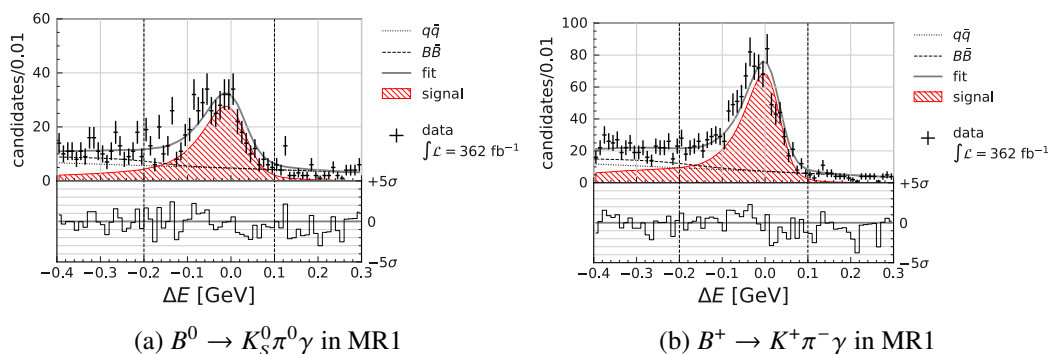 60
40
20
0
candidates/0.01
qq̄
BB̄
fit
signal
data
∫ℒ = 362 fb⁻¹
+5σ
0
−5σ
−0.4 −0.3 −0.2 −0.1 0.0 0.1 0.2 0.3
ΔE [GeV]
(a) B⁰ → K_S⁰π⁰γ in MR1
100
80
60
40
20
0
candidates/0.01
qq̄
BB̄
fit
signal
data
∫ℒ = 362 fb⁻¹
+5σ
0
−5σ
−0.4 −0.3 −0.2 −0.1 0.0 0.1 0.2 0.3
ΔE [GeV]
(b) B⁺ → K⁺π⁻γ in MR1